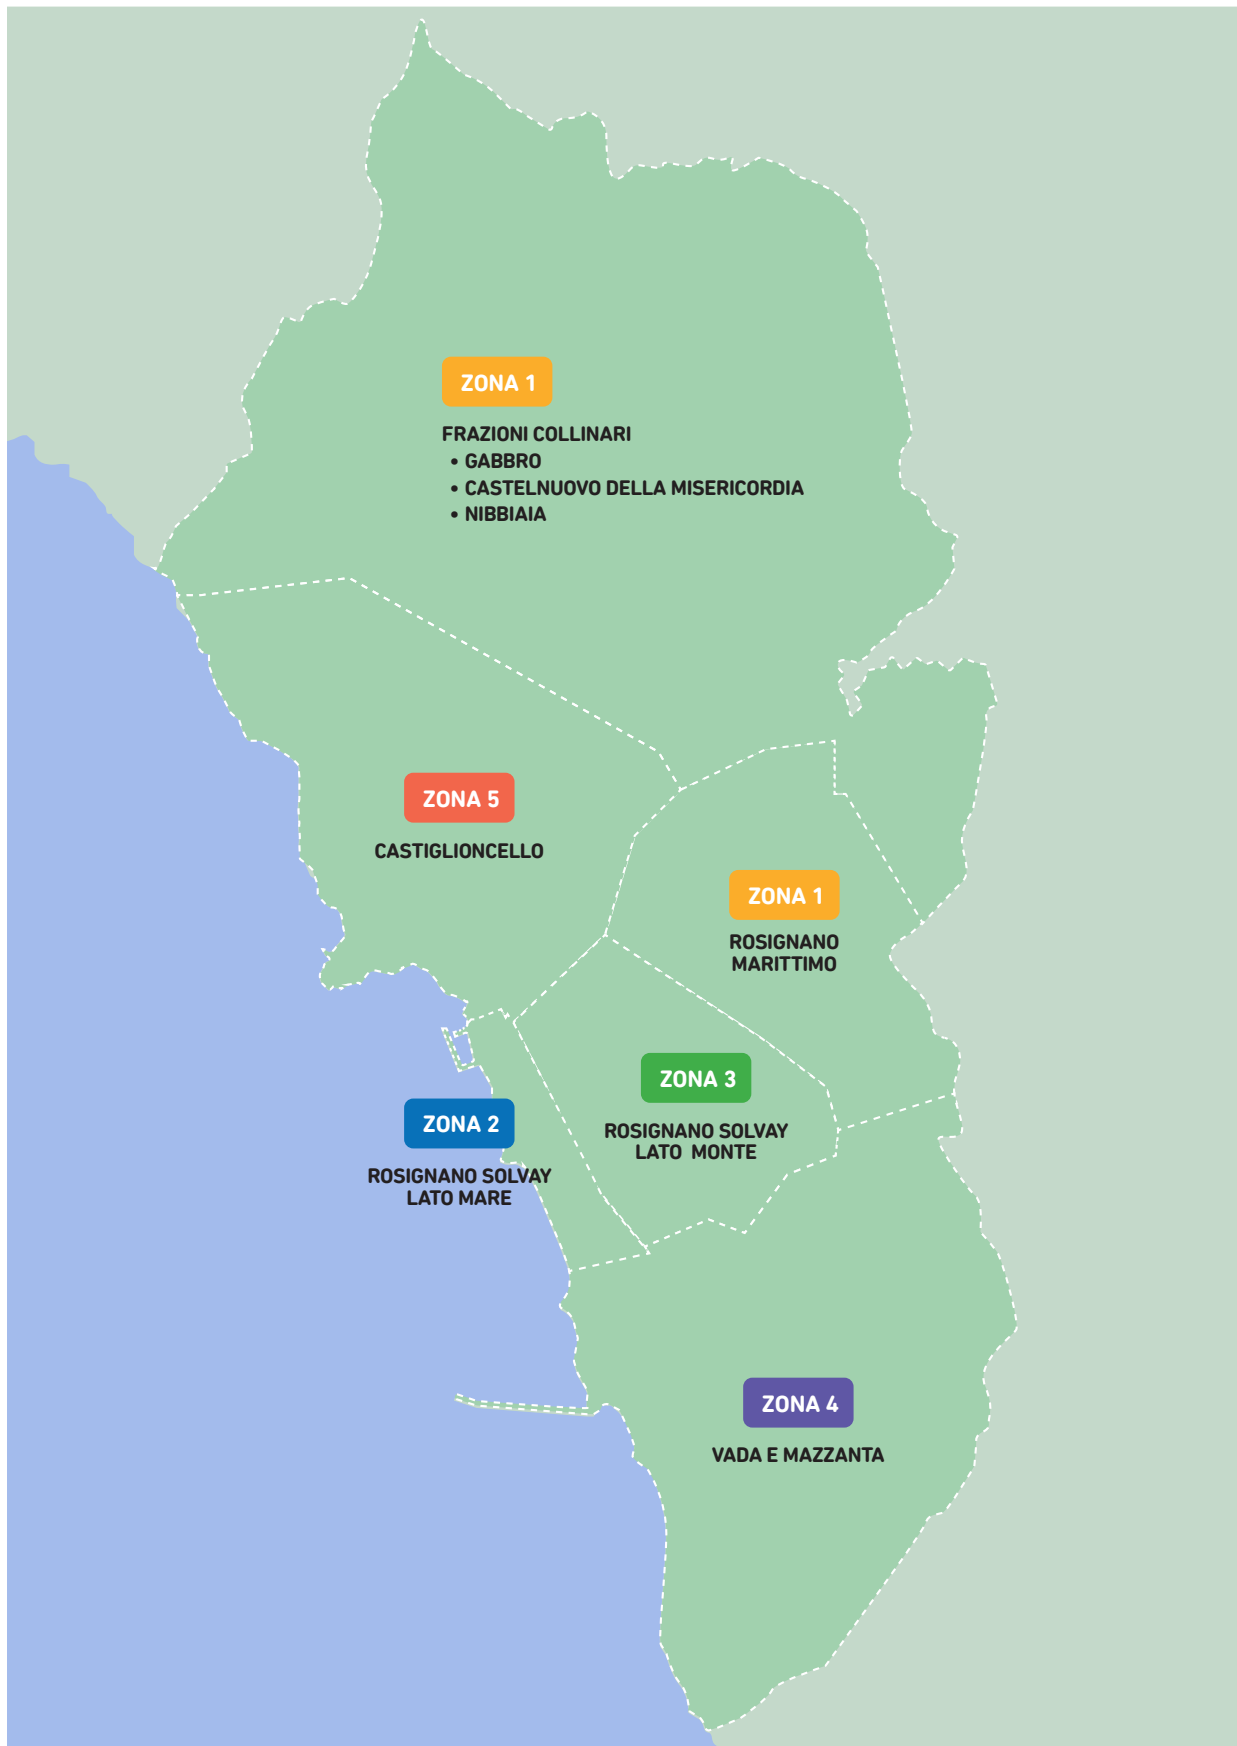 ZONA 1
FRAZIONI COLLINARI
• GABBRO
• CASTELNUOVO DELLA MISERICORDIA
• NIBBIAIA
ZONA 5
CASTIGLIONCELLO
ZONA 1
ROSIGNANO
MARITTIMO
ZONA 3
ROSIGNANO SOLVAY
LATO MONTE
ZONA 2
ROSIGNANO SOLVAY
LATO MARE
ZONA 4
VADA E MAZZANTA